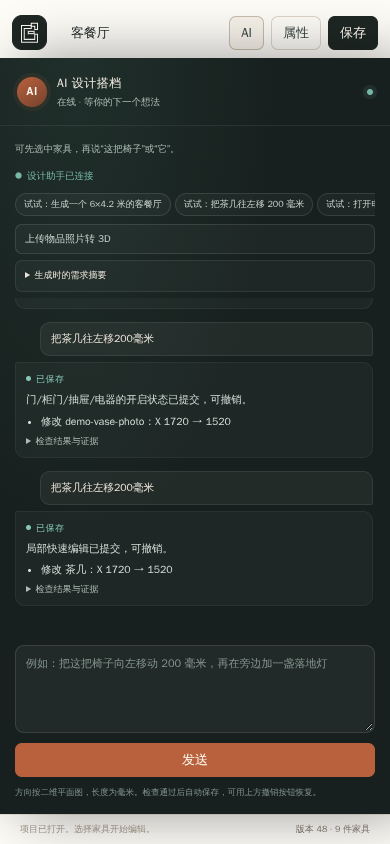 客餐厅
AI
属性
保存
AI
AI 设计搭档
在线 · 等你的下一个想法
可先选中家具，再说“这把椅子”或“它”。
设计助手已连接
试试：生成一个 6×4.2 米的客餐厅
试试：把茶几往左移 200 毫米
试试：打开
上传物品照片转 3D
生成时的需求摘要
把茶几往左移200毫米
已保存
门/柜门/抽屉/电器的开启状态已提交，可撤销。
• 修改 demo-vase-photo：X 1720 → 1520
检查结果与证据
把茶几往左移200毫米
已保存
局部快速编辑已提交，可撤销。
• 修改 茶几：X 1720 → 1520
检查结果与证据
例如：把这把椅子向左移动 200 毫米，再在旁边加一盏落地灯
发送
方向按二维平面图，长度为毫米。检查通过后自动保存，可用上方撤销按钮恢复。
项目已打开。选择家具开始编辑。
版本 48 · 9 件家具